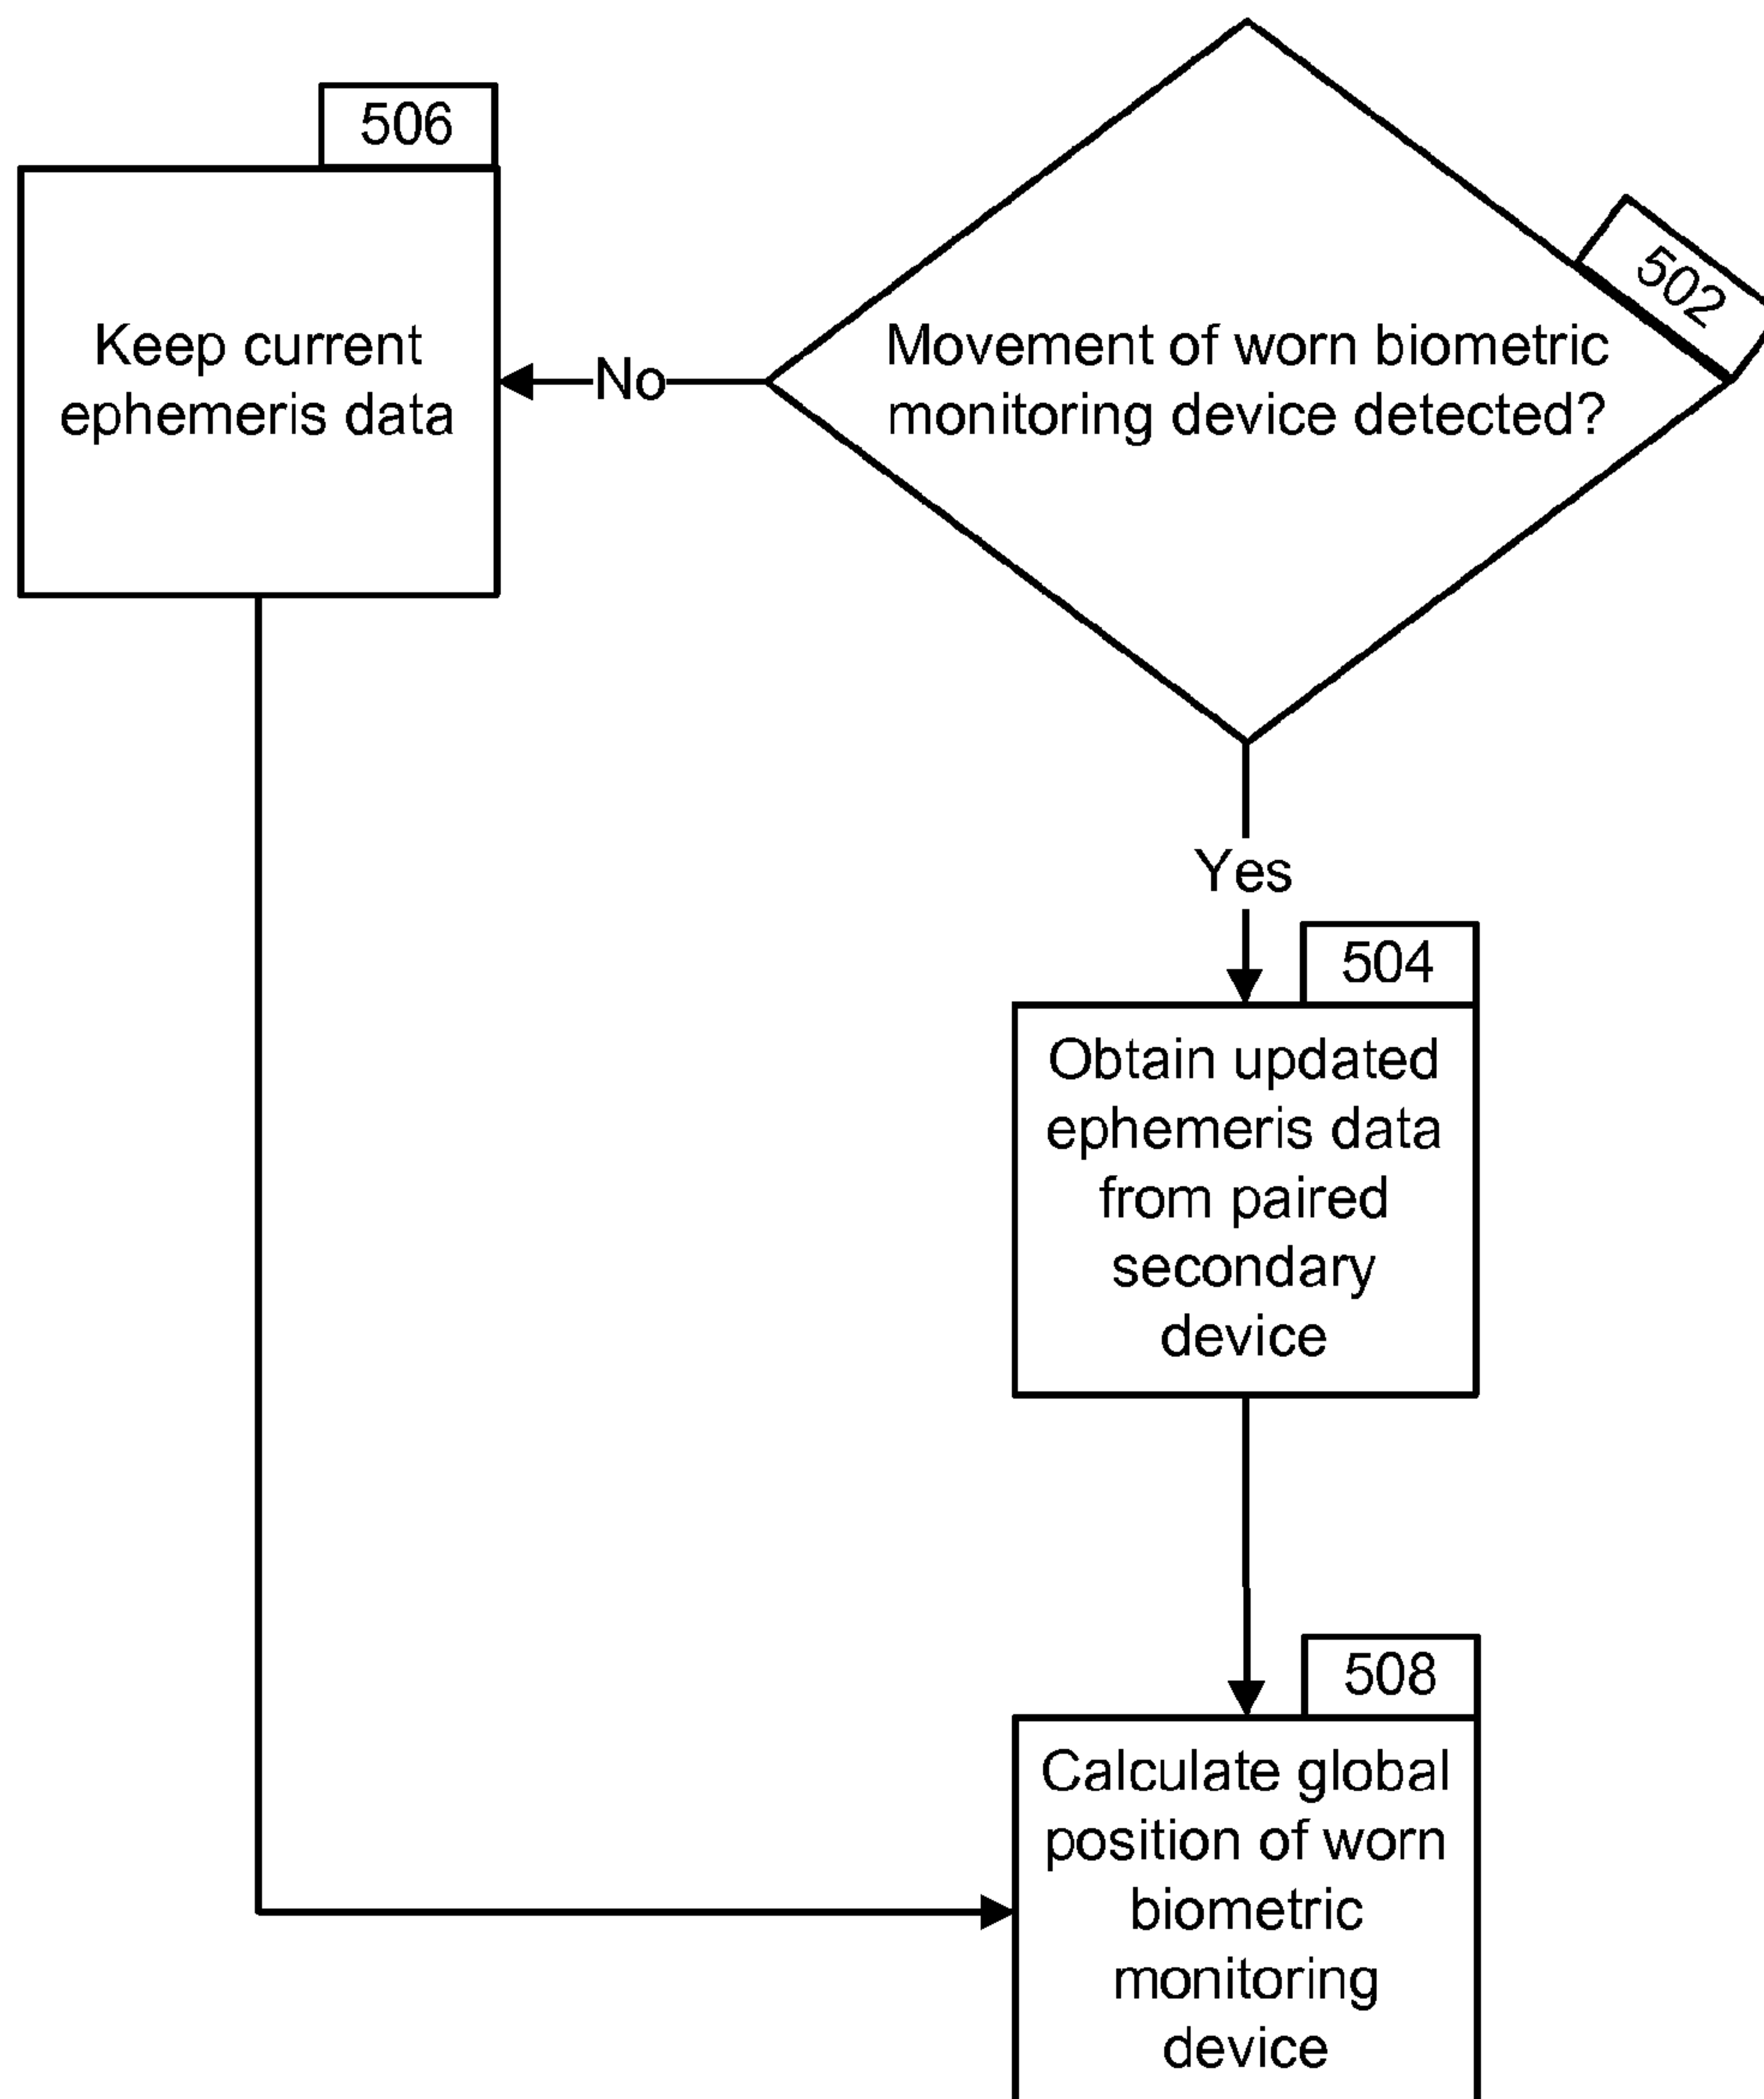 506
Keep current
ephemeris data
No
502
Movement of worn biometric
monitoring device detected?
Yes
504
Obtain updated
ephemeris data
from paired
secondary
device
508
Calculate global
position of worn
biometric
monitoring
device